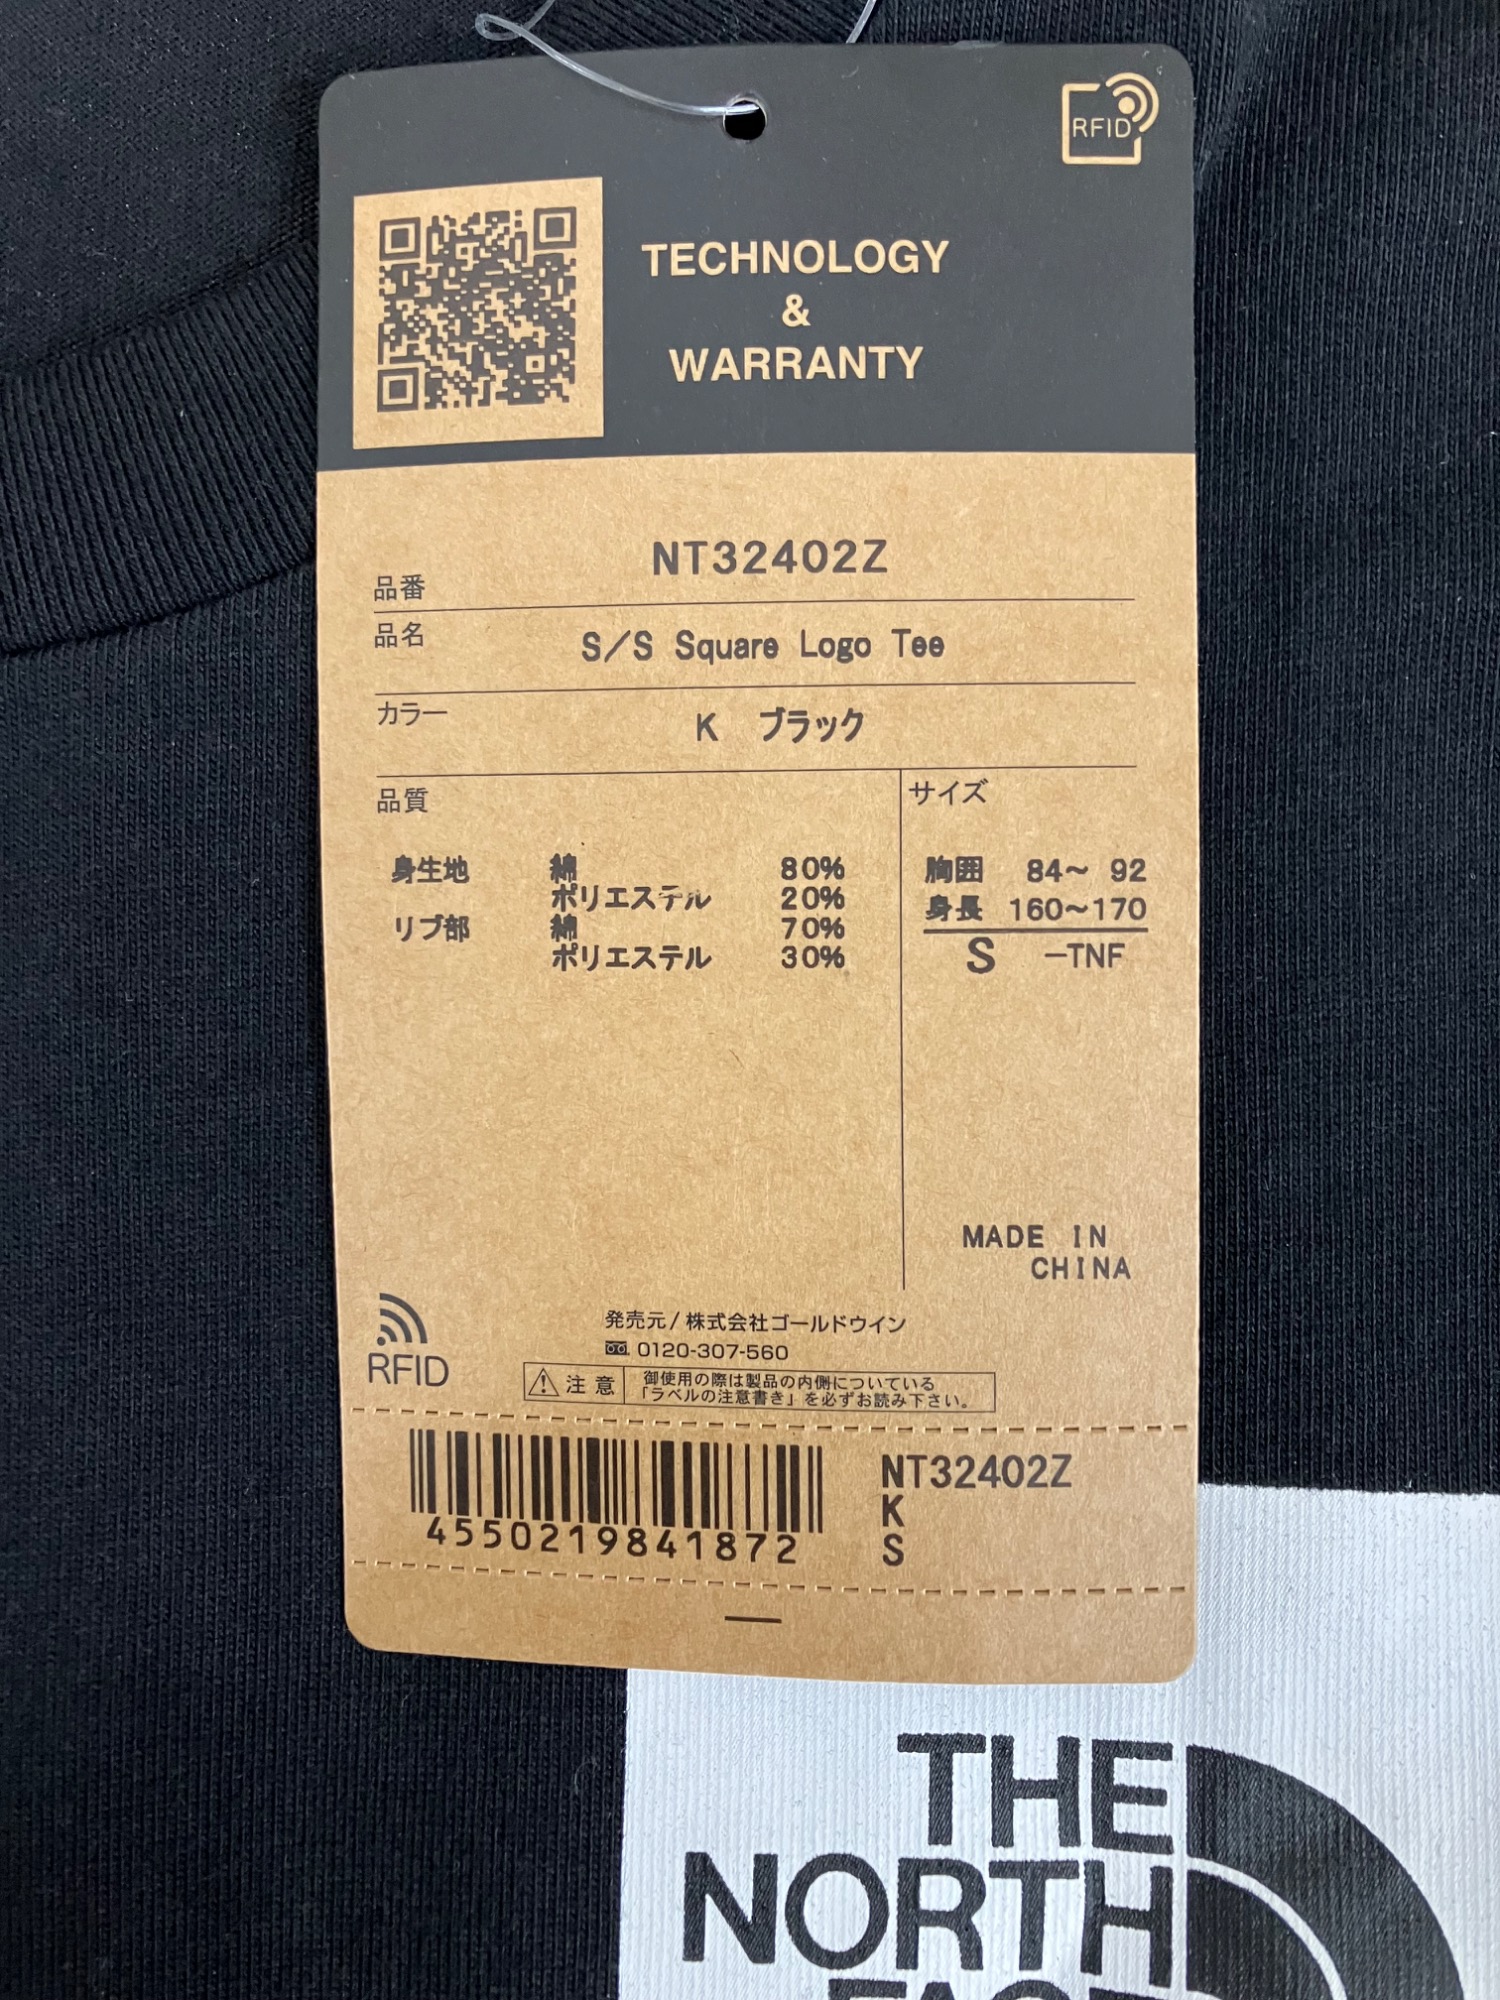 RFID
TECHNOLOGY
&
WARRANTY
品番 NT32402Z
品名 S/S Square Logo Tee
カラー K ブラック
品質
身生地 綿 80%
ポリエステル 20%
リブ部 綿 70%
ポリエステル 30%
サイズ
胸囲 84〜 92
身長 160〜170
S −TNF
MADE IN
CHINA
発売元/株式会社ゴールドウイン
0120-307-560
RFID
注意
御使用の際は製品の内側についている
「ラベルの注意書き」を必ずお読み下さい。
4550219841872
NT32402Z
K
S
THE
NORTH
FACE